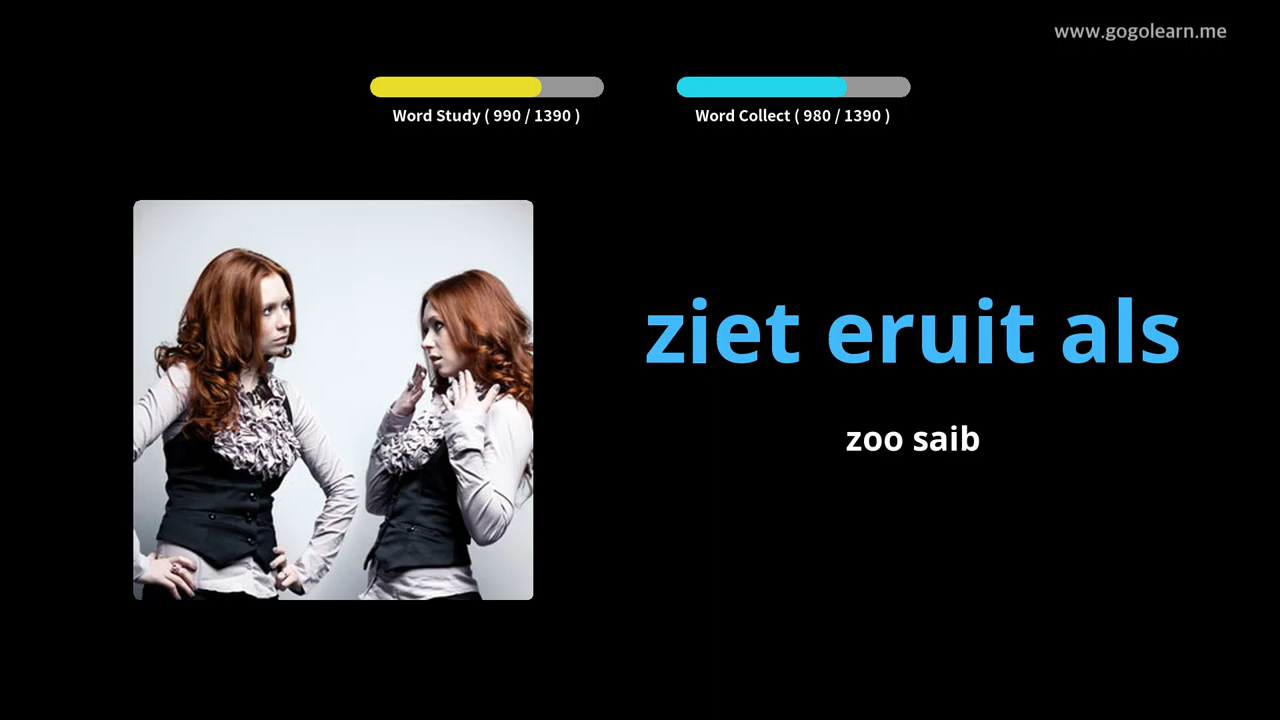 www.gogolearn.me
Word Study ( 990 / 1390 )
Word Collect ( 980 / 1390 )
ziet eruit als
zoo saib